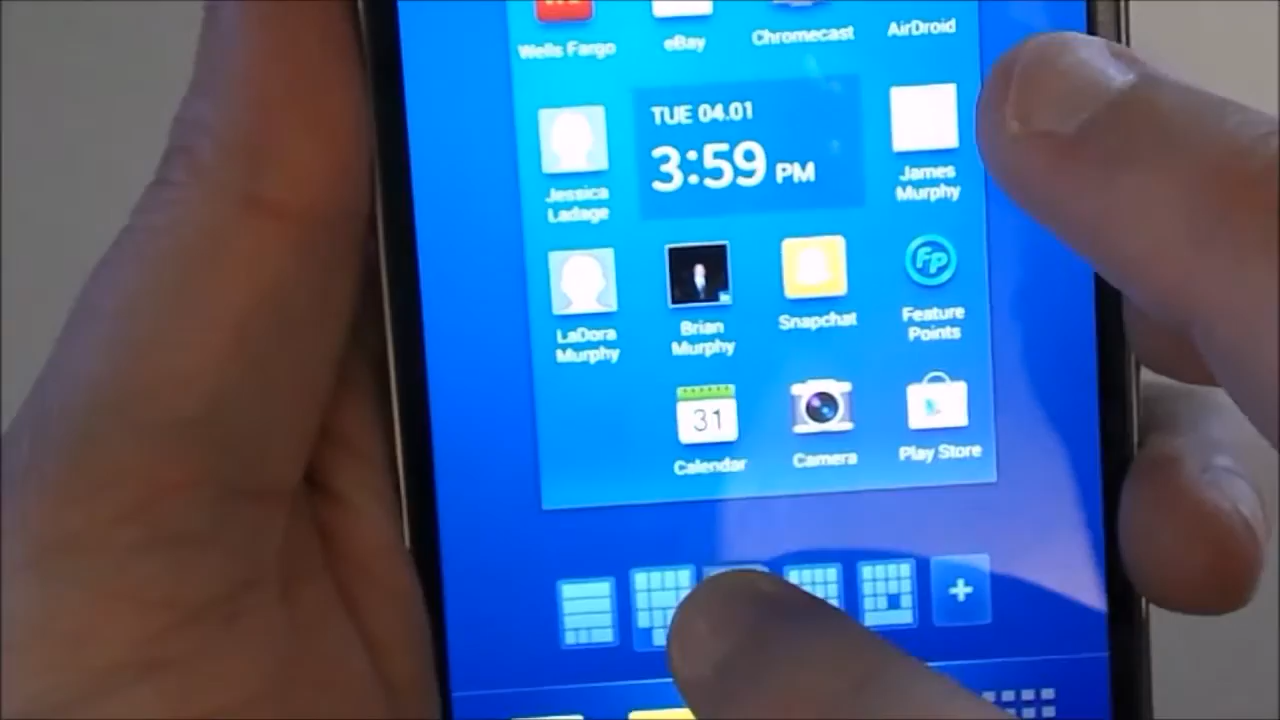 Wells Fargo
eBay
Chromecast
AirDroid
TUE 04.01
3:59 PM
Jessica
Ladage
James
Murphy
LaDora
Murphy
Brian
Murphy
Snapchat
Feature
Points
FP
31
Calendar
Camera
Play Store
+